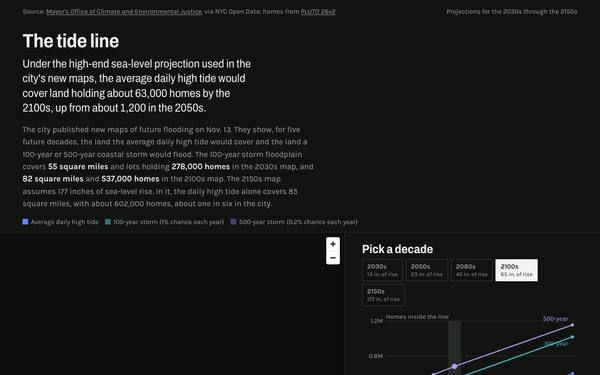 Source: Mayor's Office of Climate and Environmental Justice, via NYC Open Data; homes from PLUTO 26v2
Projections for the 2030s through the 2150s
The tide line
Under the high-end sea-level projection used in the
city's new maps, the average daily high tide would
cover land holding about 63,000 homes by the
2100s, up from about 1,200 in the 2050s.
The city published new maps of future flooding on Nov. 13. They show, for five
future decades, the land the average daily high tide would cover and the land a
100-year or 500-year coastal storm would flood. The 100-year storm floodplain
covers 55 square miles and lots holding 278,000 homes in the 2030s map, and
82 square miles and 537,000 homes in the 2100s map. The 2150s map
assumes 177 inches of sea-level rise. In it, the daily high tide alone covers 85
square miles, with about 602,000 homes, about one in six in the city.
Average daily high tide
100-year storm (1% chance each year)
500-year storm (0.2% chance each year)
+
−
Pick a decade
2030s
13 in. of rise
2050s
23 in. of rise
2080s
45 in. of rise
2100s
65 in. of rise
2150s
177 in. of rise
Homes inside the line
1.2M
500-year
100-year
0.8M